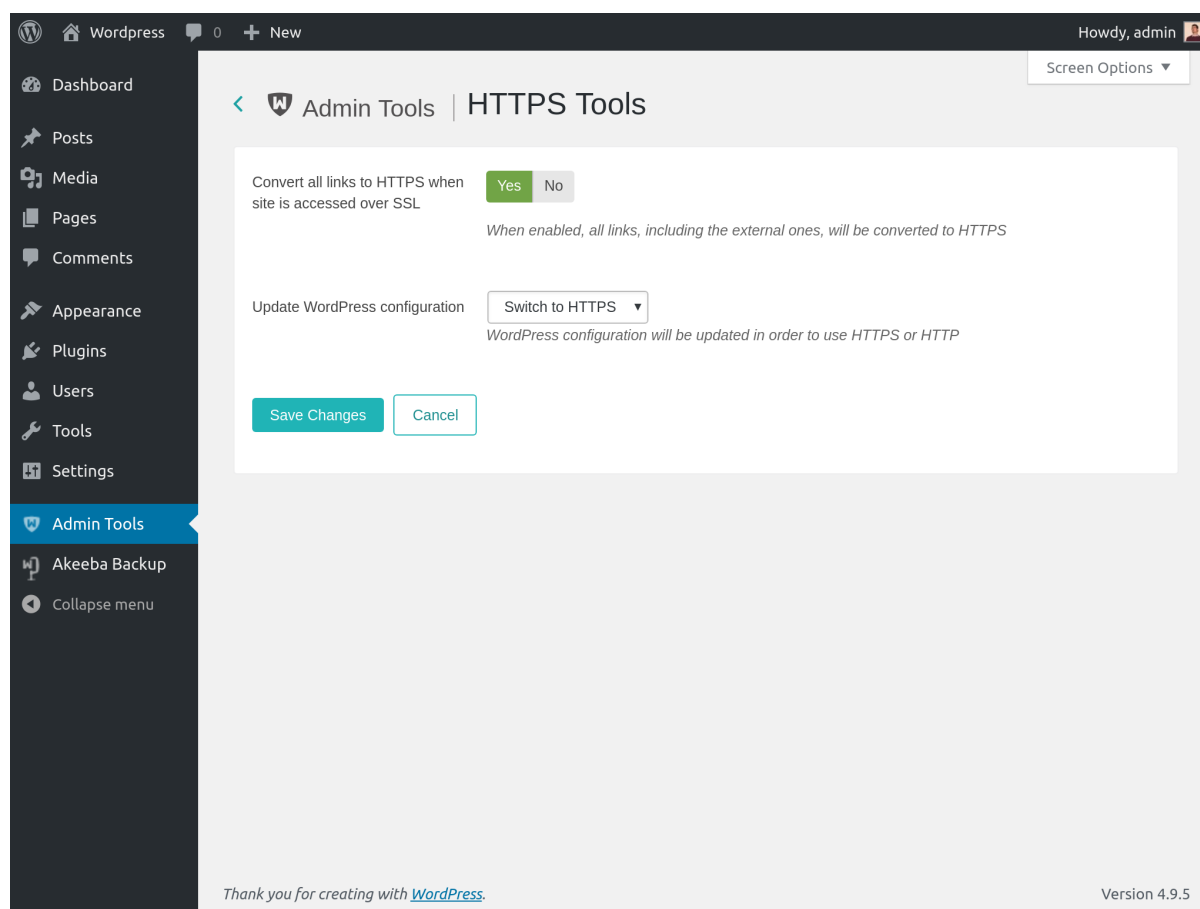 Wordpress 0 New Howdy, admin
Screen Options ▼
Dashboard
Posts
Media
Pages
Comments
Appearance
Plugins
Users
Tools
Settings
Admin Tools
Akeeba Backup
Collapse menu
Admin Tools | HTTPS Tools
Convert all links to HTTPS when
site is accessed over SSL
Yes No
When enabled, all links, including the external ones, will be converted to HTTPS
Update WordPress configuration
Switch to HTTPS ▼
WordPress configuration will be updated in order to use HTTPS or HTTP
Save Changes Cancel
Thank you for creating with WordPress.
Version 4.9.5